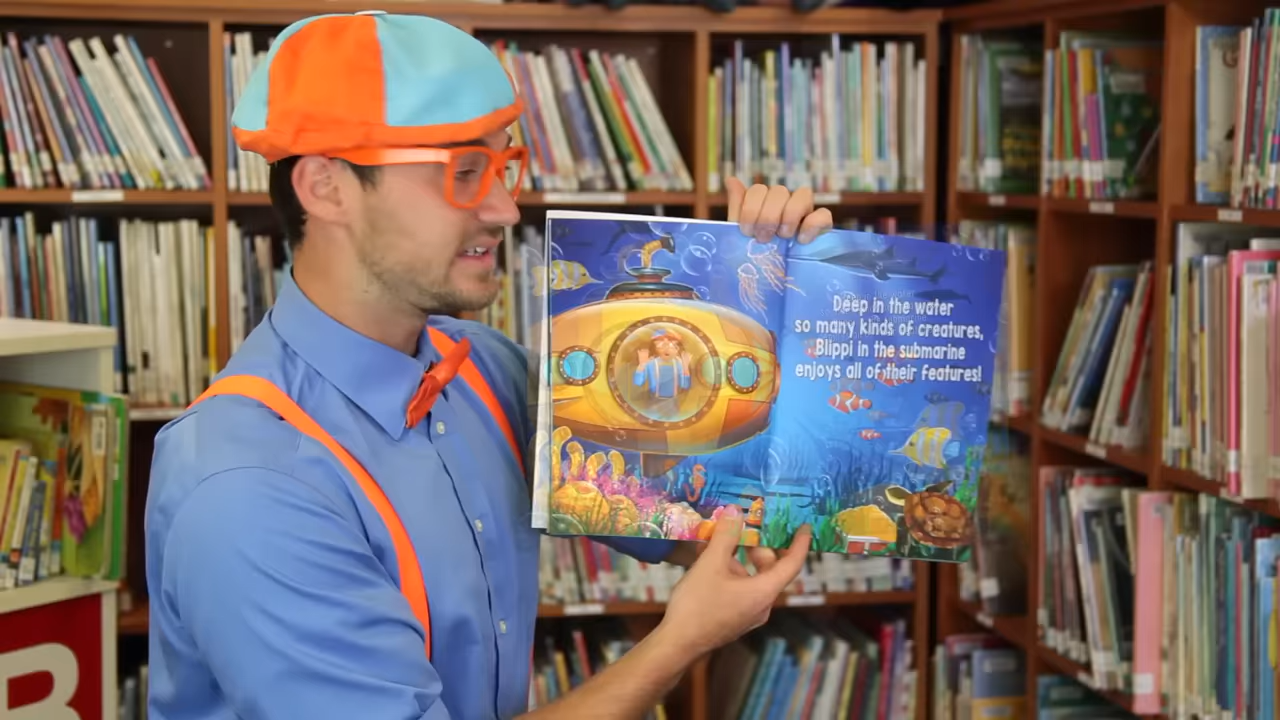 Deep in the water
so many kinds of creatures,
Blippi in the submarine
enjoys all of their features!
B